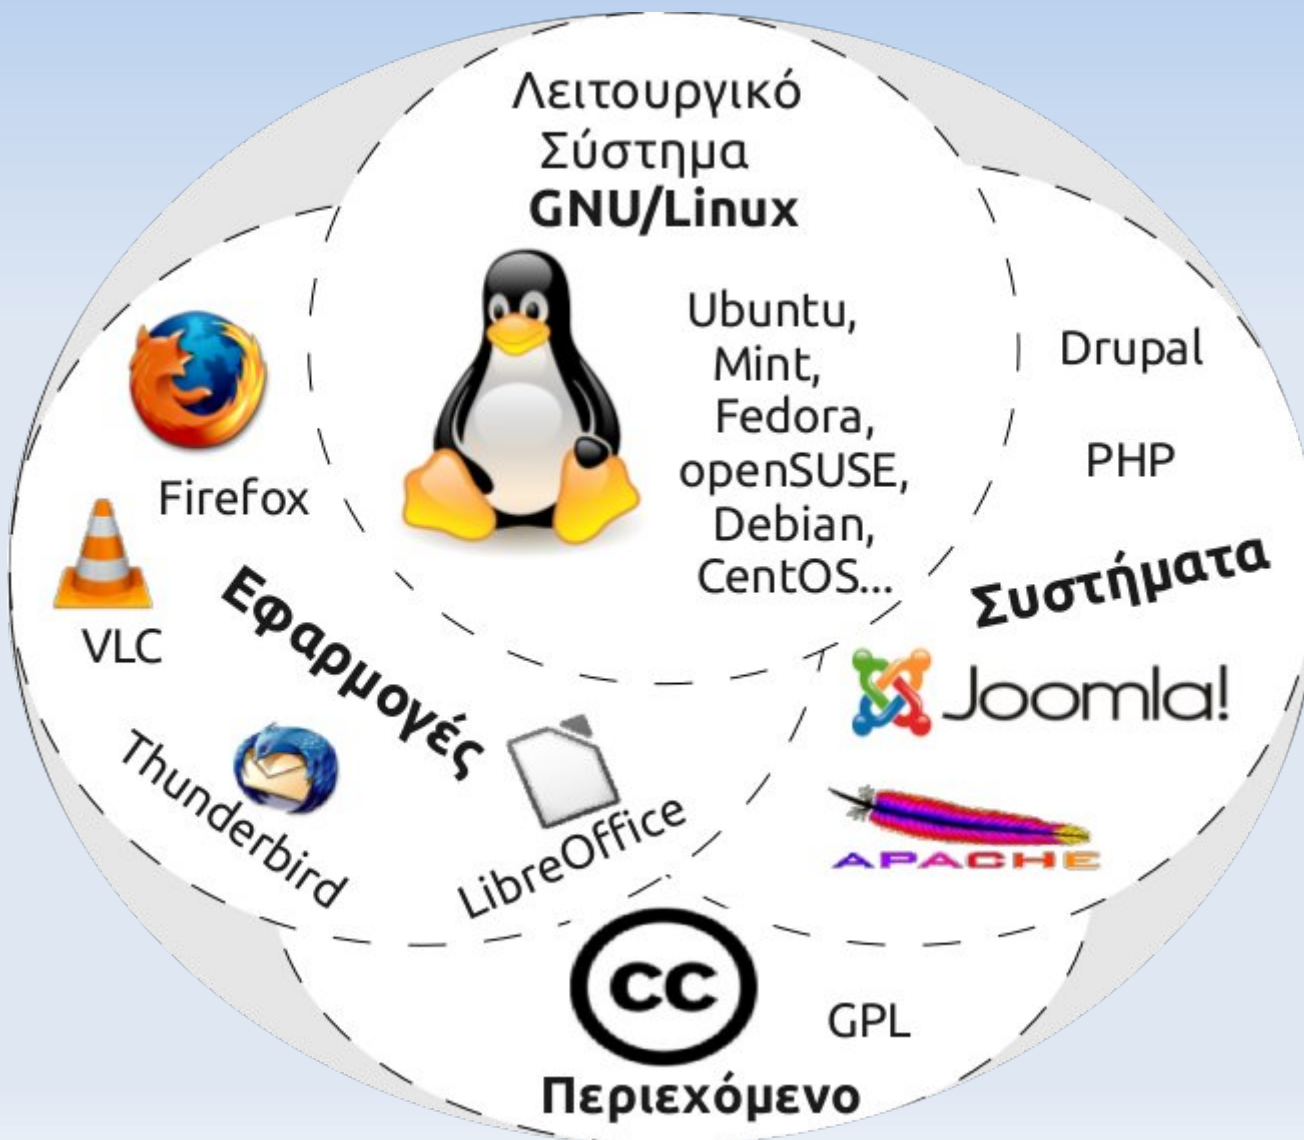 Λειτουργικό
Σύστημα
GNU/Linux
Ubuntu,
Mint,
Fedora,
openSUSE,
Debian,
CentOS...
Firefox
VLC
Εφαρμογές
Thunderbird
LibreOffice
Drupal
PHP
Συστήματα
Joomla!
APACHE
CC
GPL
Περιεχόμενο